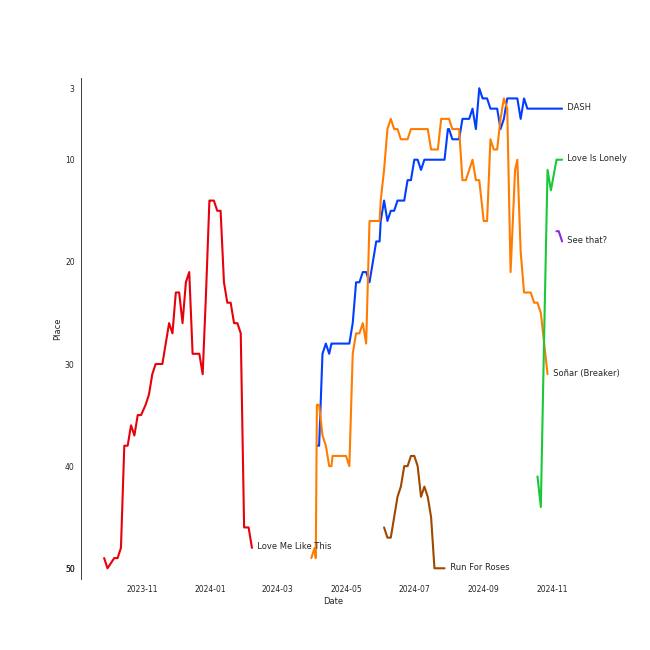 3
DASH
10
Love Is Lonely
20
See that?
Place
30
Soñar (Breaker)
40
Love Me Like This
50
Run For Roses
2023-11
2024-01
2024-03
2024-05
2024-07
2024-09
2024-11
Date